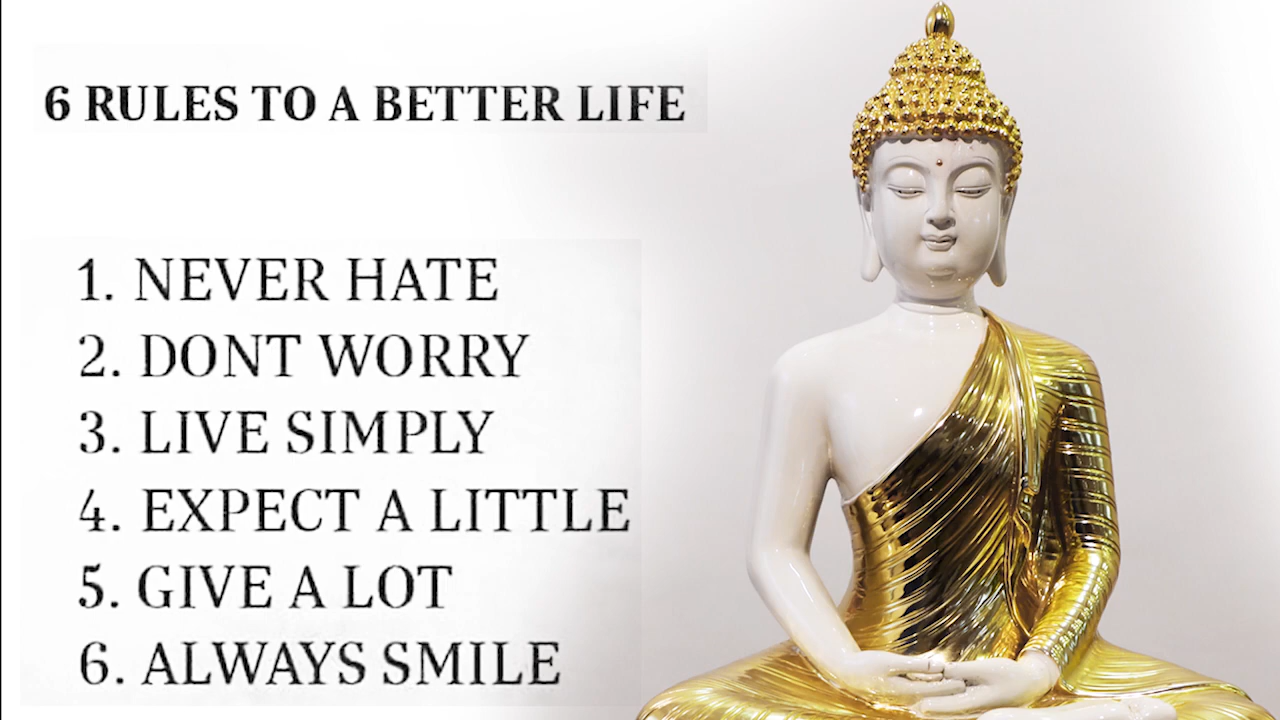 6 RULES TO A BETTER LIFE
1. NEVER HATE
2. DONT WORRY
3. LIVE SIMPLY
4. EXPECT A LITTLE
5. GIVE A LOT
6. ALWAYS SMILE